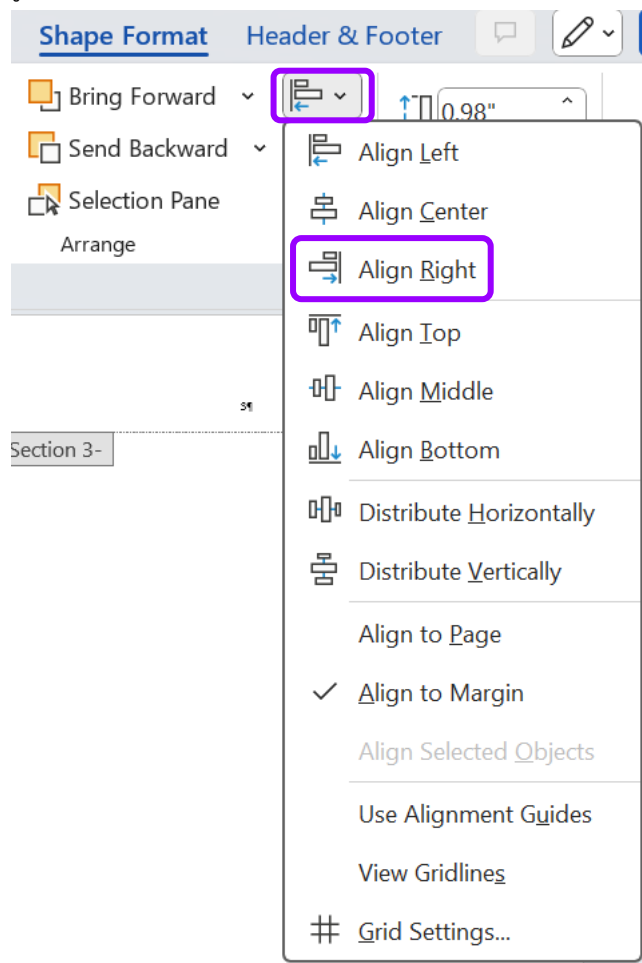 Shape Format Header & Footer
Bring Forward
0.98"
Send Backward
Align Left
Selection Pane
Align Center
Arrange
Align Right
Align Top
3¶
Align Middle
Section 3-
Align Bottom
Distribute Horizontally
Distribute Vertically
Align to Page
Align to Margin
Align Selected Objects
Use Alignment Guides
View Gridlines
Grid Settings...